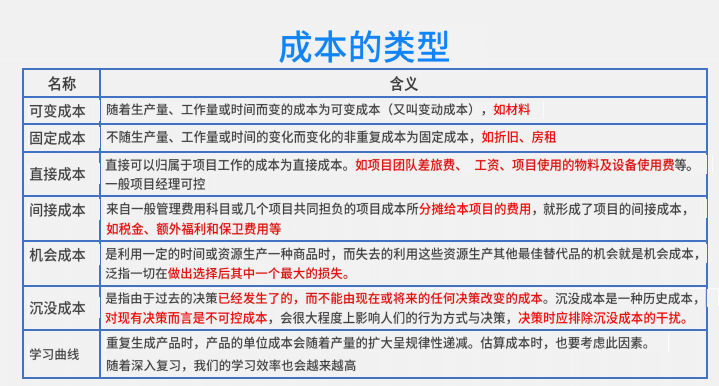 成本的类型
名称 含义
可变成本 随着生产量、工作量或时间而变的成本为可变成本（又叫变动成本），如材料
固定成本 不随生产量、工作量或时间的变化而变化的非重复成本为固定成本，如折旧、房租
直接成本 直接可以归属于项目工作的成本为直接成本。如项目团队差旅费、 工资、项目使用的物料及设备使用费等。
一般项目经理可控
间接成本 来自一般管理费用科目或几个项目共同担负的项目成本所分摊给本项目的费用，就形成了项目的间接成本，
如税金、额外福利和保卫费用等
机会成本 是利用一定的时间或资源生产一种商品时，而失去的利用这些资源生产其他最佳替代品的机会就是机会成本，
泛指一切在做出选择后其中一个最大的损失。
沉没成本 是指由于过去的决策已经发生了的，而不能由现在或将来的任何决策改变的成本。沉没成本是一种历史成本，
对现有决策而言是不可控成本，会很大程度上影响人们的行为方式与决策，决策时应排除沉没成本的干扰。
学习曲线 重复生成产品时，产品的单位成本会随着产量的扩大呈规律性递减。估算成本时，也要考虑此因素。
随着深入复习，我们的学习效率也会越来越高